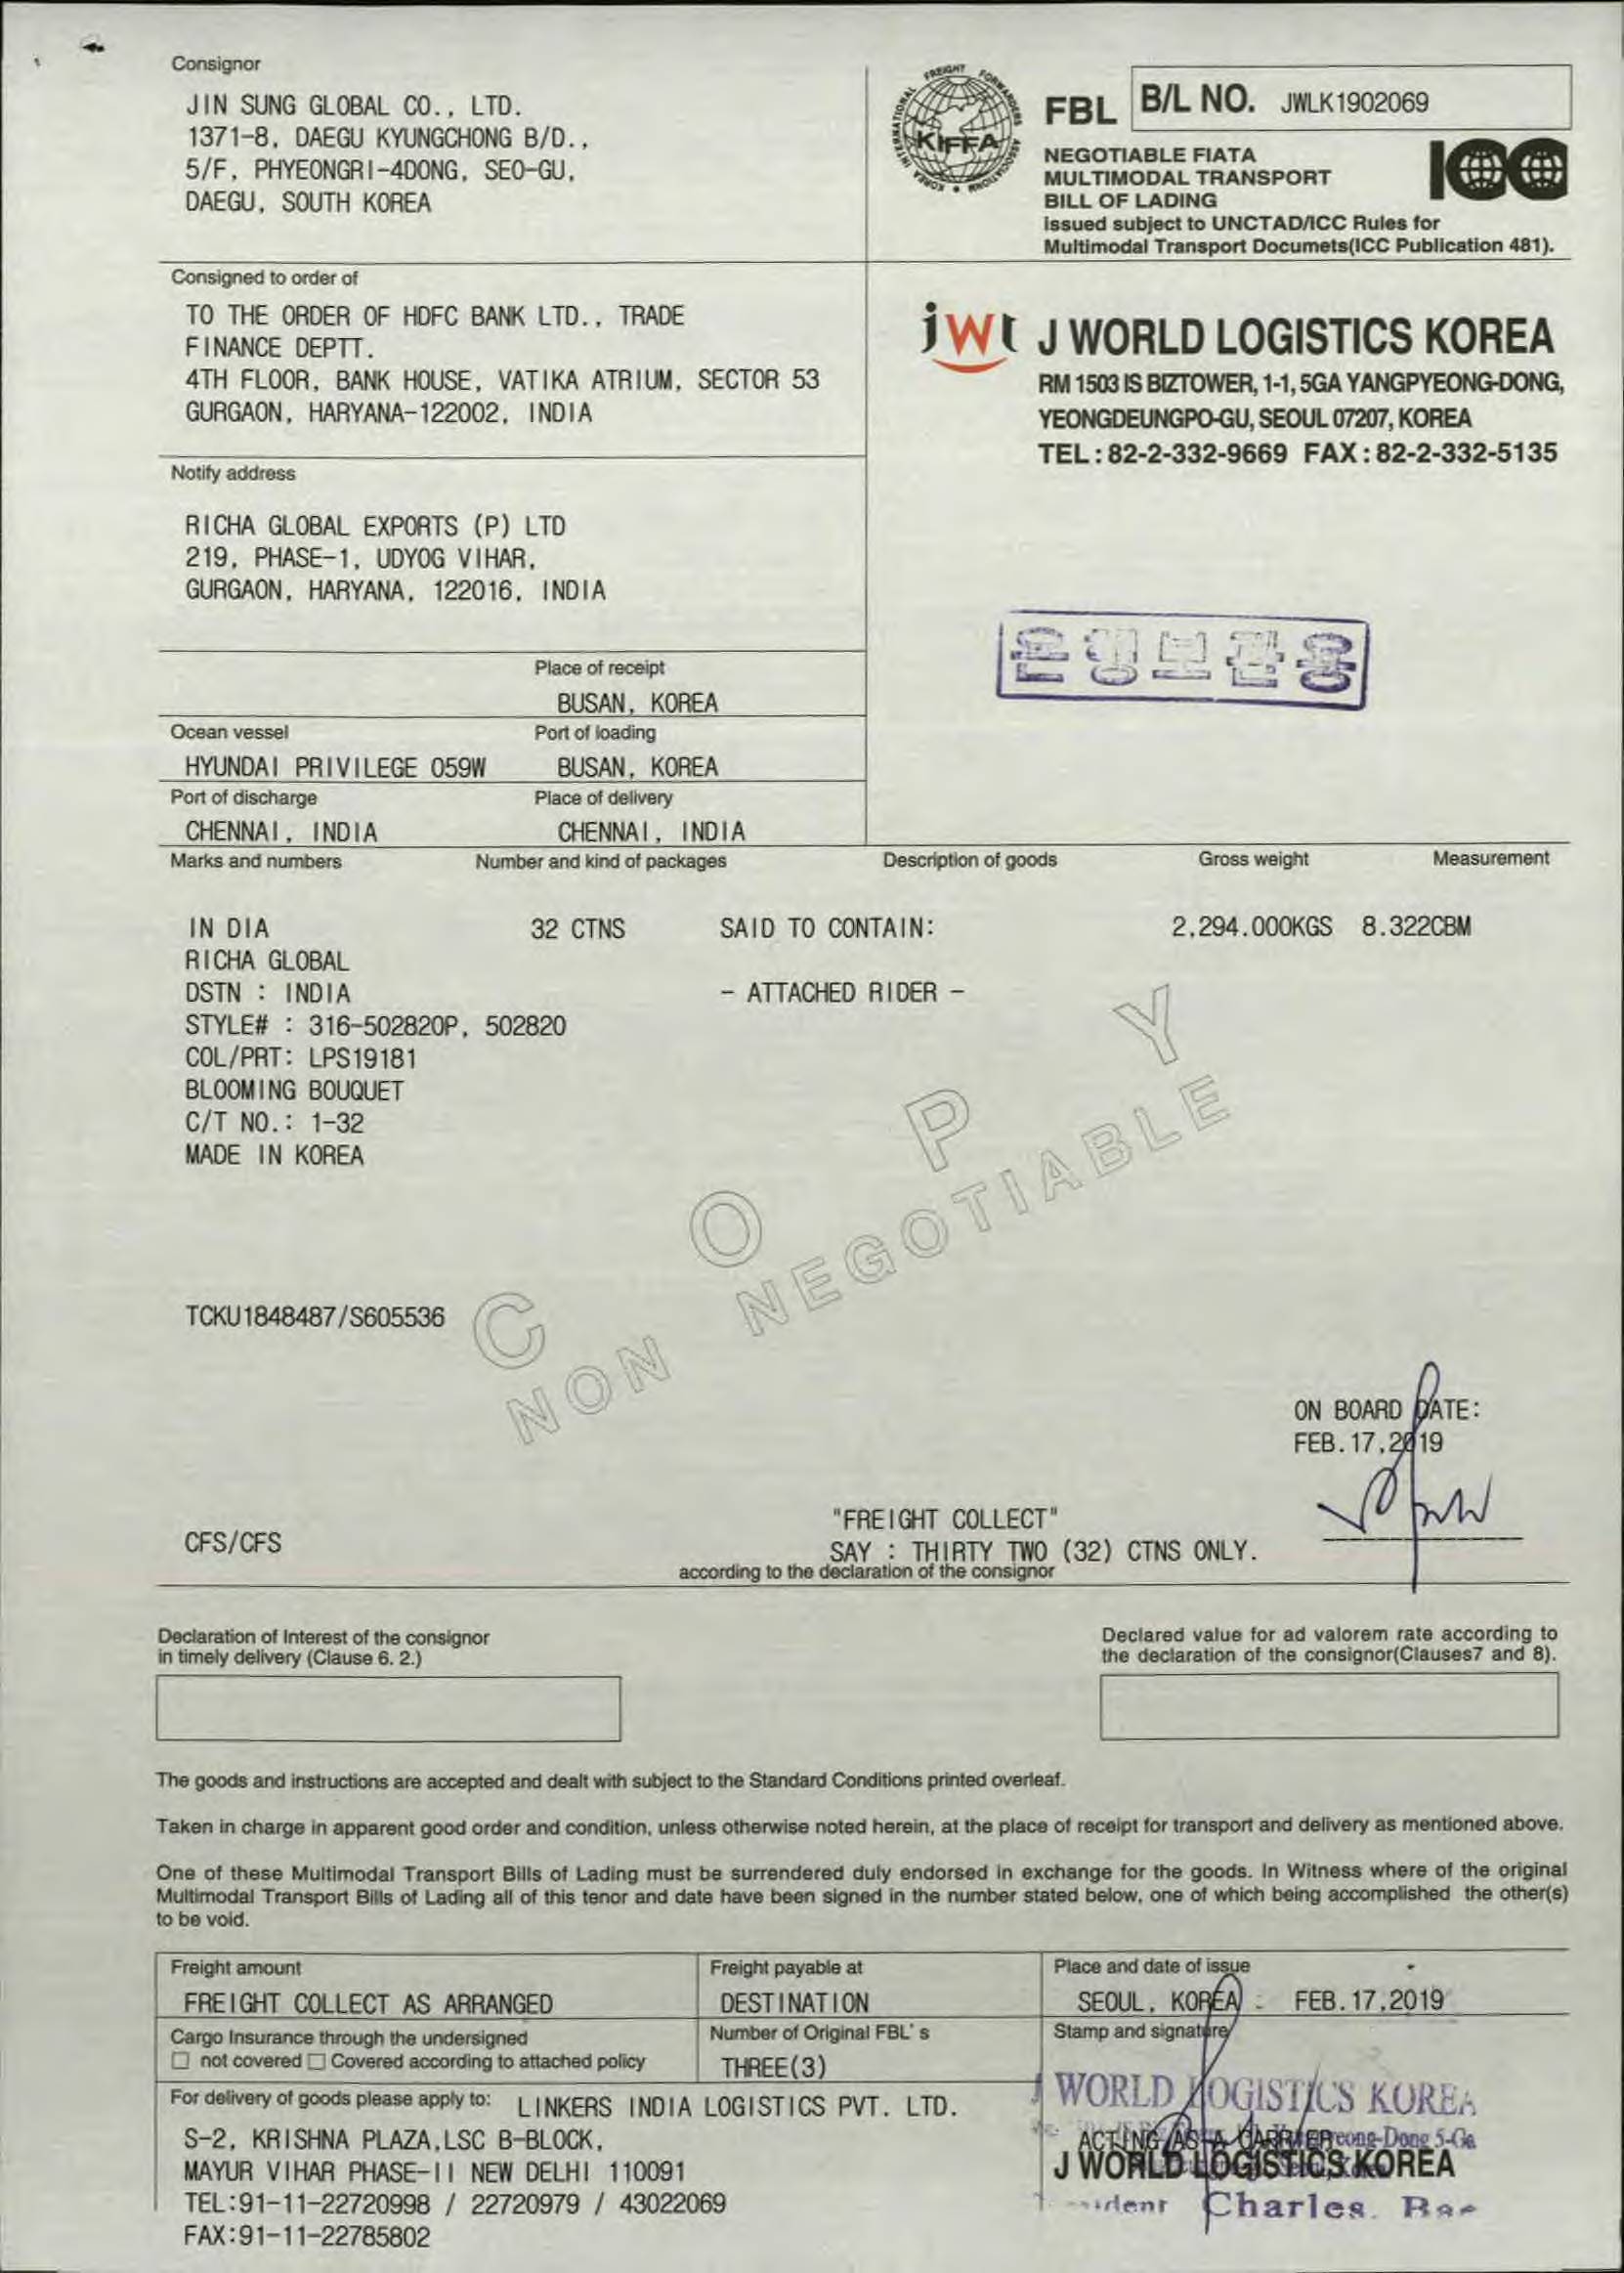 Consignor
JIN SUNG GLOBAL CO., LTD.
1371-8, DAEGU KYUNGCHONG B/D.,
5/F, PHYEONGRI-4DONG, SEO-GU,
DAEGU, SOUTH KOREA
KOREA INTERNATIONAL FREIGHT FORWARDERS ASSOCIATION
KIFFA
FBL
B/L NO. JWLK1902069
NEGOTIABLE FIATA
MULTIMODAL TRANSPORT
BILL OF LADING
ICC
issued subject to UNCTAD/ICC Rules for
Multimodal Transport Documets(ICC Publication 481).
Consigned to order of
TO THE ORDER OF HDFC BANK LTD., TRADE
FINANCE DEPTT.
4TH FLOOR, BANK HOUSE, VATIKA ATRIUM, SECTOR 53
GURGAON, HARYANA-122002, INDIA
jwt J WORLD LOGISTICS KOREA
RM 1503 IS BIZTOWER, 1-1, 5GA YANGPYEONG-DONG,
YEONGDEUNGPO-GU, SEOUL 07207, KOREA
TEL : 82-2-332-9669 FAX : 82-2-332-5135
Notify address
RICHA GLOBAL EXPORTS (P) LTD
219, PHASE-1, UDYOG VIHAR,
GURGAON, HARYANA, 122016, INDIA
은행보관용
Place of receipt
BUSAN, KOREA
Ocean vessel Port of loading
HYUNDAI PRIVILEGE 059W BUSAN, KOREA
Port of discharge Place of delivery
CHENNAI, INDIA CHENNAI, INDIA
Marks and numbers Number and kind of packages Description of goods Gross weight Measurement
IN DIA 32 CTNS SAID TO CONTAIN: 2,294.000KGS 8.322CBM
RICHA GLOBAL
DSTN : INDIA - ATTACHED RIDER -
STYLE# : 316-502820P, 502820
COL/PRT: LPS19181
BLOOMING BOUQUET
C/T NO.: 1-32
MADE IN KOREA
COPY
NON NEGOTIABLE
TCKU1848487/S605536
ON BOARD DATE:
FEB.17,2019
"FREIGHT COLLECT"
CFS/CFS
SAY : THIRTY TWO (32) CTNS ONLY.
according to the declaration of the consignor
Declaration of Interest of the consignor
in timely delivery (Clause 6. 2.)
Declared value for ad valorem rate according to
the declaration of the consignor(Clauses7 and 8).
The goods and instructions are accepted and dealt with subject to the Standard Conditions printed overleaf.
Taken in charge in apparent good order and condition, unless otherwise noted herein, at the place of receipt for transport and delivery as mentioned above.
One of these Multimodal Transport Bills of Lading must be surrendered duly endorsed in exchange for the goods. In Witness where of the original
Multimodal Transport Bills of Lading all of this tenor and date have been signed in the number stated below, one of which being accomplished the other(s)
to be void.
Freight amount Freight payable at Place and date of issue
FREIGHT COLLECT AS ARRANGED DESTINATION SEOUL, KOREA FEB.17,2019
Cargo Insurance through the undersigned Number of Original FBL's Stamp and signature
☐ not covered ☐ Covered according to attached policy THREE(3)
For delivery of goods please apply to: LINKERS INDIA LOGISTICS PVT. LTD.
S-2, KRISHNA PLAZA,LSC B-BLOCK,
MAYUR VIHAR PHASE-II NEW DELHI 110091
TEL:91-11-22720998 / 22720979 / 43022069
FAX:91-11-22785802
J WORLD LOGISTICS KOREA
ACTING AS A CARRIER
J WORLD LOGISTICS KOREA
Charles.